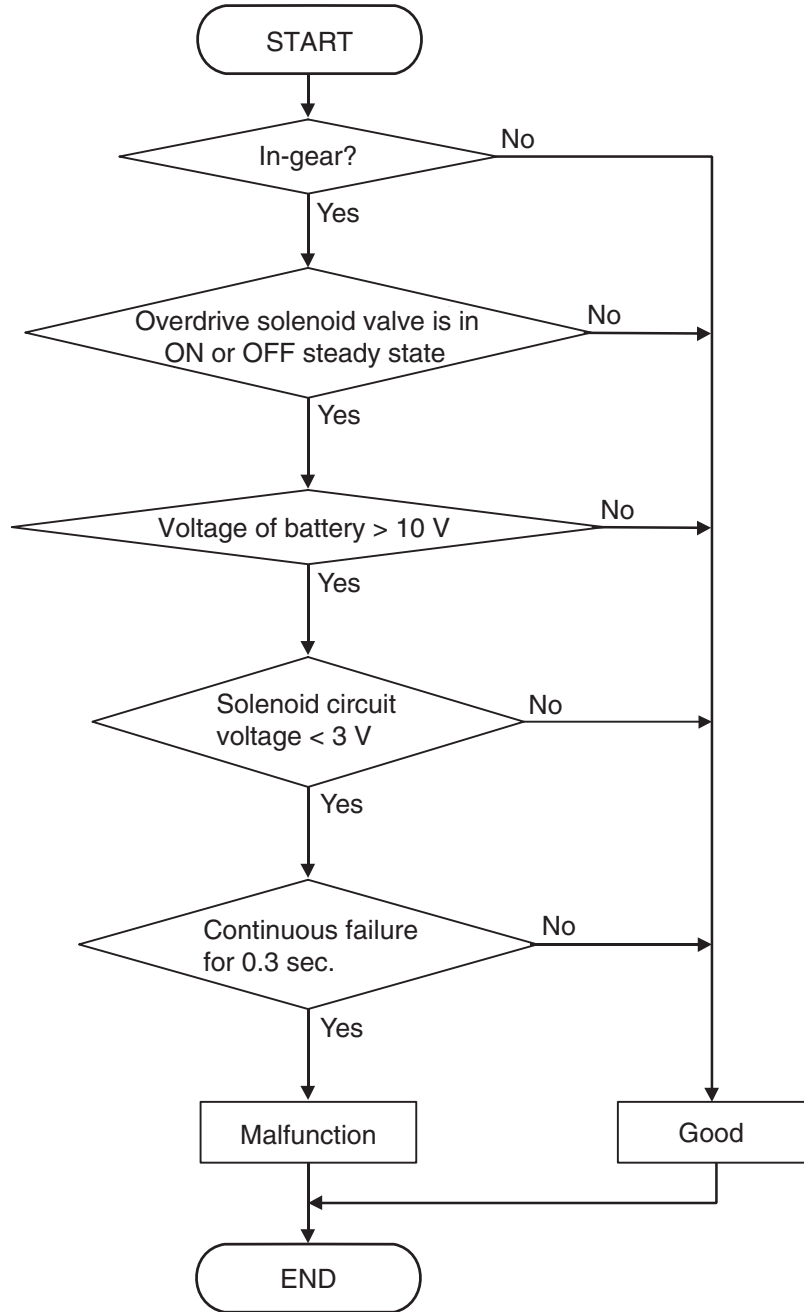 START
In-gear?
No
Yes
Overdrive solenoid valve is in
ON or OFF steady state
No
Yes
Voltage of battery > 10 V
No
Yes
Solenoid circuit
voltage < 3 V
No
Yes
Continuous failure
for 0.3 sec.
No
Yes
Malfunction
Good
END